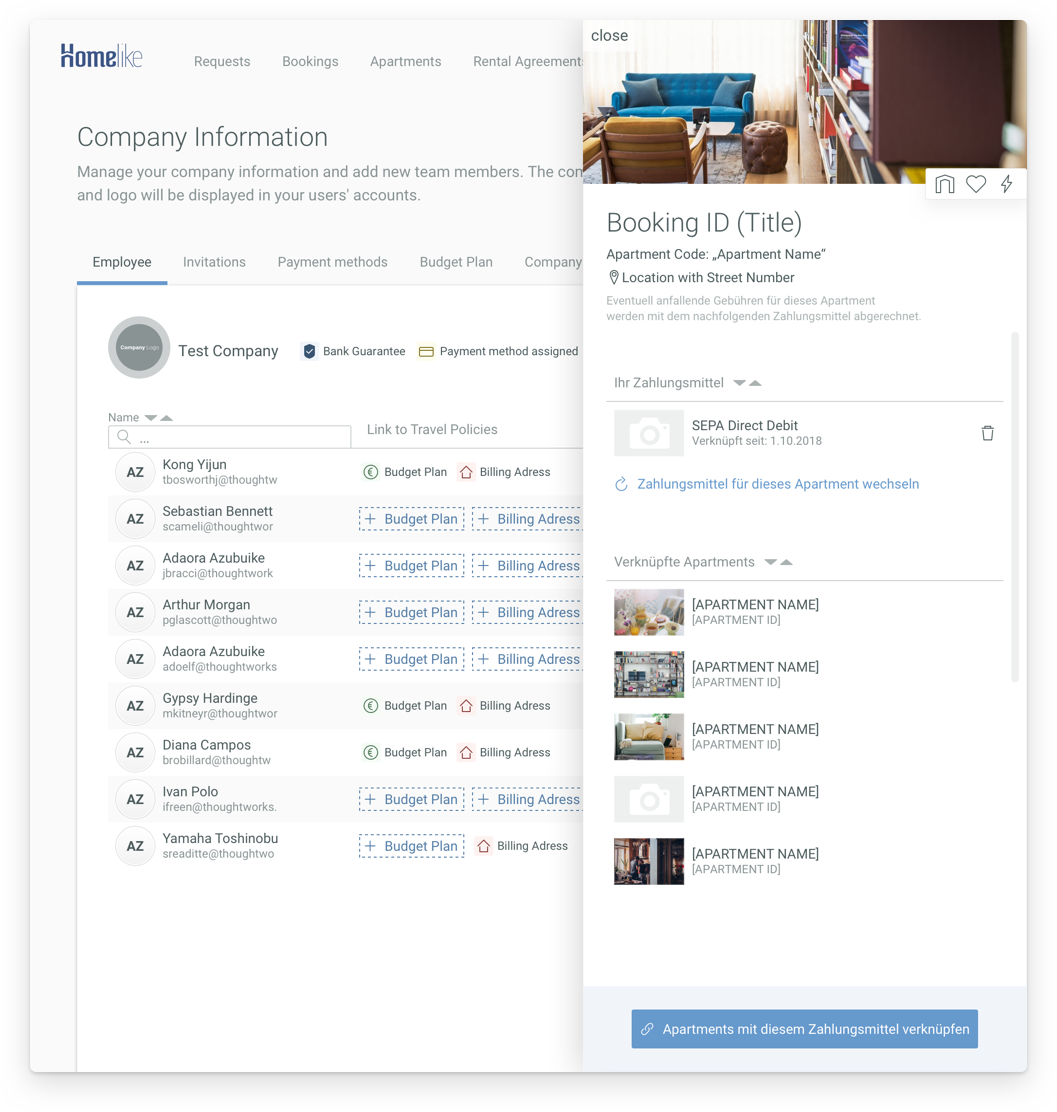 Homelike
Requests
Bookings
Apartments
Rental Agreement
Company Information
Manage your company information and add new team members. The
and logo will be displayed in your users' accounts.
Employee
Invitations
Payment methods
Budget Plan
Company
Company Logo
Test Company
Bank Guarantee
Payment method assigned
Name
...
Link to Travel Policies
AZ
Kong Yijun
tbosworthj@thoughtw
Budget Plan
Billing Adress
AZ
Sebastian Bennett
scameli@thoughtwor
+ Budget Plan
+ Billing Adress
AZ
Adaora Azubuike
jbracci@thoughtwork
+ Budget Plan
+ Billing Adress
AZ
Arthur Morgan
pglascott@thoughtwo
+ Budget Plan
+ Billing Adress
AZ
Adaora Azubuike
adoelf@thoughtworks
+ Budget Plan
+ Billing Adress
AZ
Gypsy Hardinge
mkitneyr@thoughtwor
Budget Plan
Billing Adress
AZ
Diana Campos
brobillard@thoughtw
Budget Plan
Billing Adress
AZ
Ivan Polo
ifreen@thoughtworks.
+ Budget Plan
+ Billing Adress
AZ
Yamaha Toshinobu
sreaditte@thoughtwo
+ Budget Plan
Billing Adress
close
Booking ID (Title)
Apartment Code: „Apartment Name“
Location with Street Number
Eventuell anfallende Gebühren für dieses Apartment
werden mit dem nachfolgenden Zahlungsmittel abgerechnet.
Ihr Zahlungsmittel
SEPA Direct Debit
Verknüpft seit: 1.10.2018
Zahlungsmittel für dieses Apartment wechseln
Verknüpfte Apartments
[APARTMENT NAME]
[APARTMENT ID]
[APARTMENT NAME]
[APARTMENT ID]
[APARTMENT NAME]
[APARTMENT ID]
[APARTMENT NAME]
[APARTMENT ID]
[APARTMENT NAME]
[APARTMENT ID]
Apartments mit diesem Zahlungsmittel verknüpfen